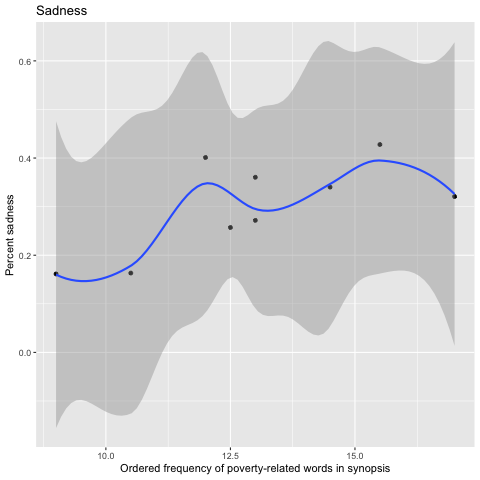 Sadness
Percent sadness
0.6
0.4
0.2
0.0
10.0 12.5 15.0
Ordered frequency of poverty-related words in synopsis